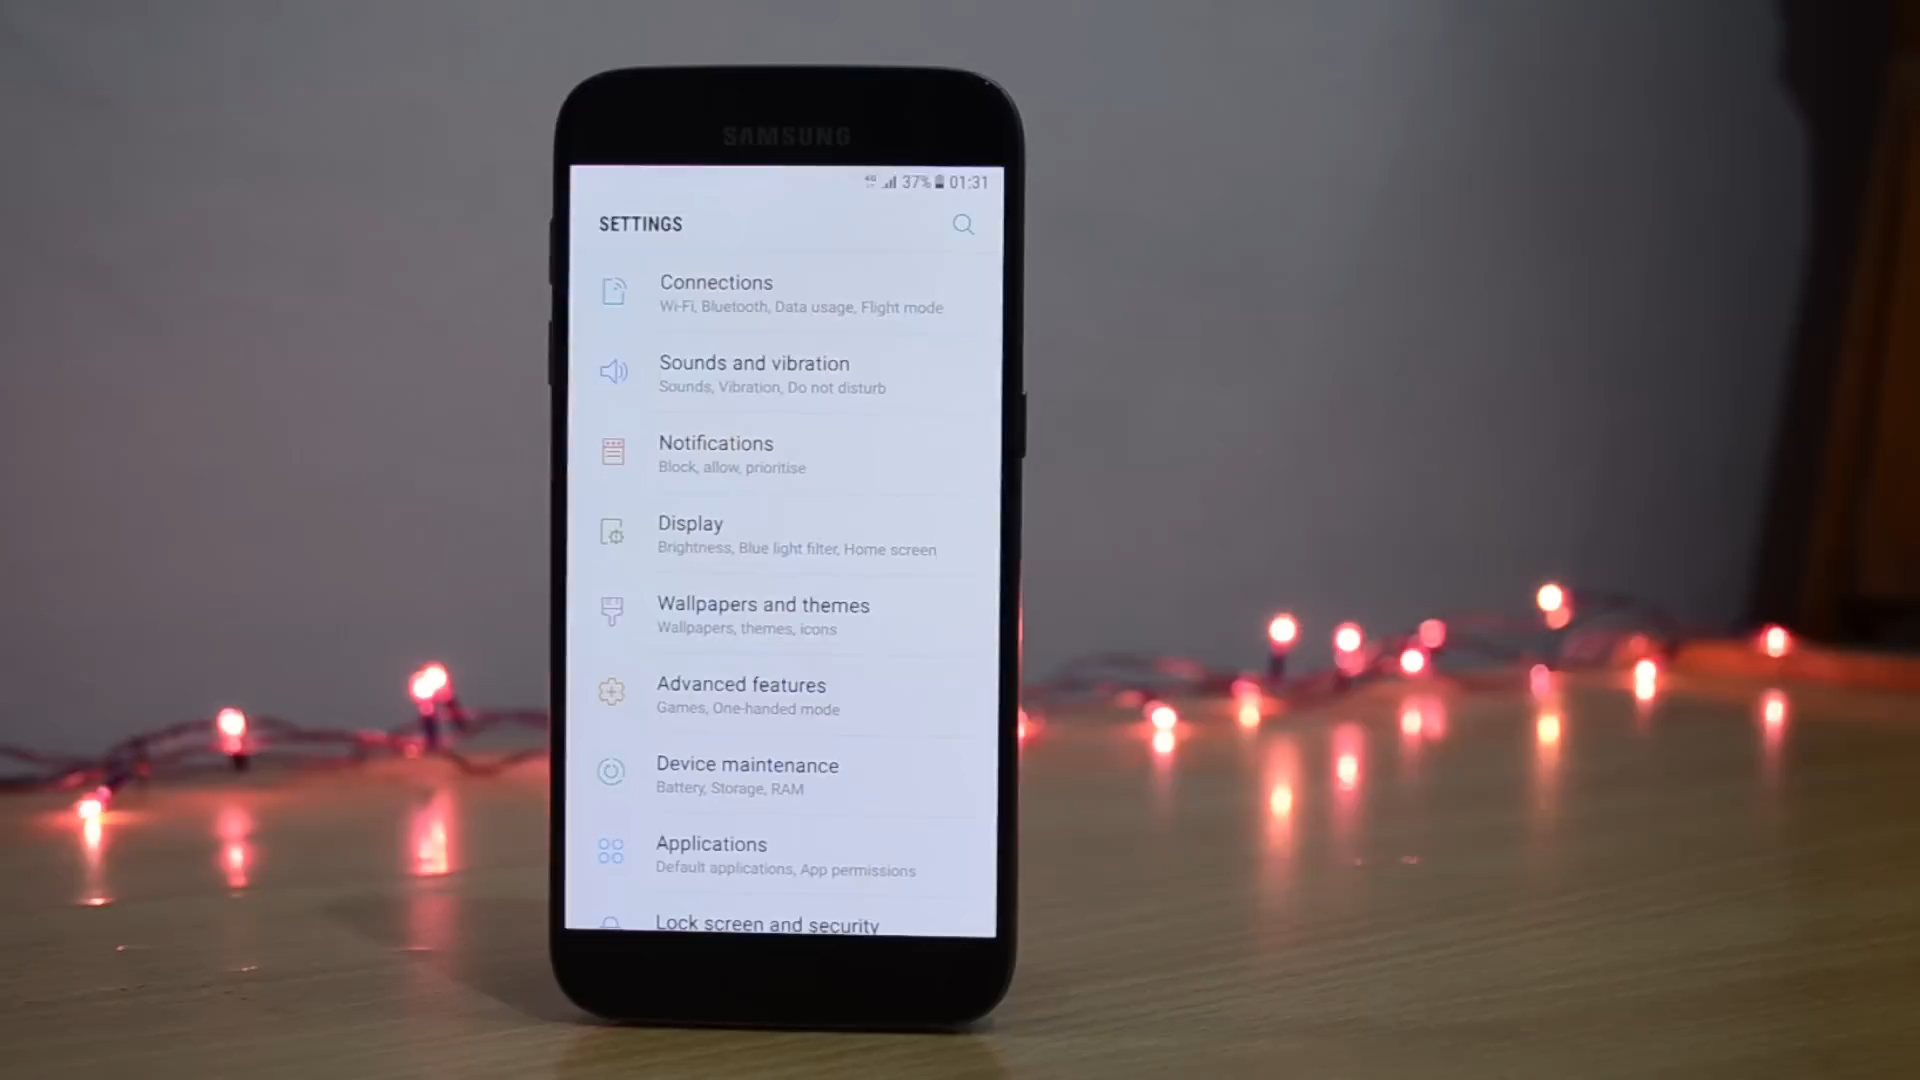 SAMSUNG
4G 37% 01:31
SETTINGS
Connections
Wi-Fi, Bluetooth, Data usage, Flight mode
Sounds and vibration
Sounds, Vibration, Do not disturb
Notifications
Block, allow, prioritise
Display
Brightness, Blue light filter, Home screen
Wallpapers and themes
Wallpapers, themes, icons
Advanced features
Games, One-handed mode
Device maintenance
Battery, Storage, RAM
Applications
Default applications, App permissions
Lock screen and security